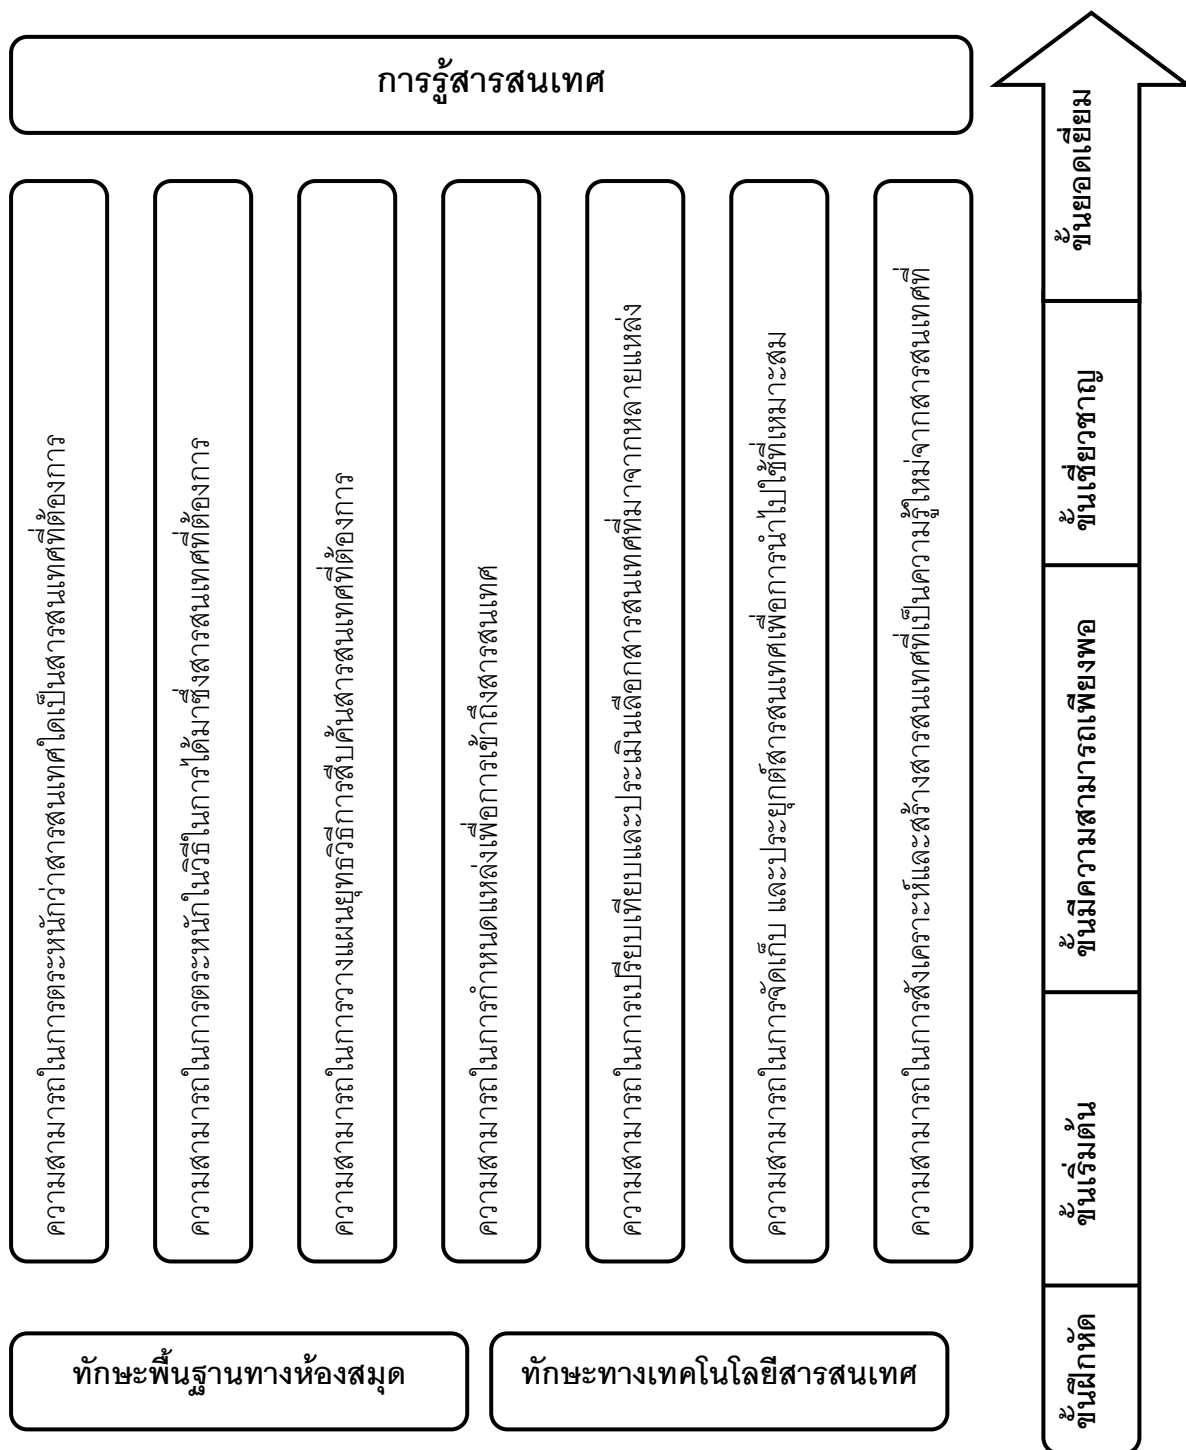 การรู้สารสนเทศ
ความสามารถในการตระหนักว่าสารสนเทศใดเป็นสารสนเทศที่ต้องการ
ความสามารถในการตระหนักในวิธีในการได้มาซึ่งสารสนเทศที่ต้องการ
ความสามารถในการวางแผนยุทธวิธีการสืบค้นสารสนเทศที่ต้องการ
ความสามารถในการกำหนดแหล่งเพื่อการเข้าถึงสารสนเทศ
ความสามารถในการเปรียบเทียบและประเมินเลือกสารสนเทศที่มาจากหลายแหล่ง
ความสามารถในการจัดเก็บ และประยุกต์สารสนเทศเพื่อการนำไปใช้ที่เหมาะสม
ความสามารถในการสังเคราะห์และสร้างสารสนเทศที่เป็นความรู้ใหม่จากสารสนเทศที่
ทักษะพื้นฐานทางห้องสมุด
ทักษะทางเทคโนโลยีสารสนเทศ
ขั้นยอดเยี่ยม
ขั้นเชี่ยวชาญ
ขั้นมีความสามารถเพียงพอ
ขั้นเริ่มต้น
ขั้นฝึกหัด